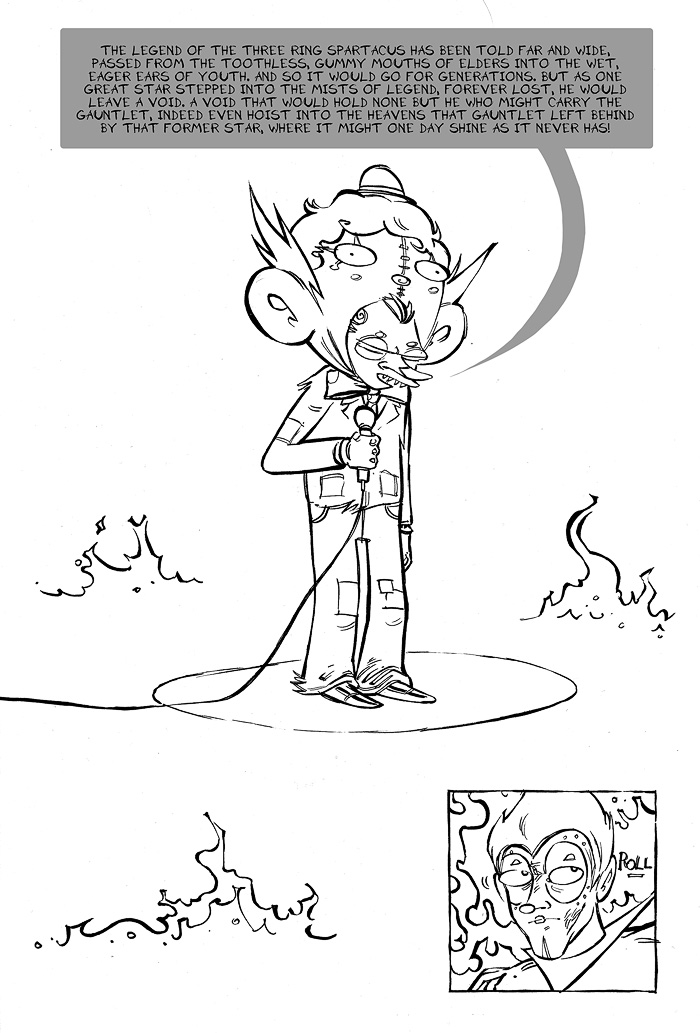 THE LEGEND OF THE THREE RING SPARTACUS HAS BEEN TOLD FAR AND WIDE,
PASSED FROM THE TOOTHLESS, GUMMY MOUTHS OF ELDERS INTO THE WET,
EAGER EARS OF YOUTH. AND SO IT WOULD GO FOR GENERATIONS. BUT AS ONE
GREAT STAR STEPPED INTO THE MISTS OF LEGEND, FOREVER LOST, HE WOULD
LEAVE A VOID. A VOID THAT WOULD HOLD NONE BUT HE WHO MIGHT CARRY THE
GAUNTLET, INDEED EVEN HOIST INTO THE HEAVENS THAT GAUNTLET LEFT BEHIND
BY THAT FORMER STAR, WHERE IT MIGHT ONE DAY SHINE AS IT NEVER HAS!
ROLL